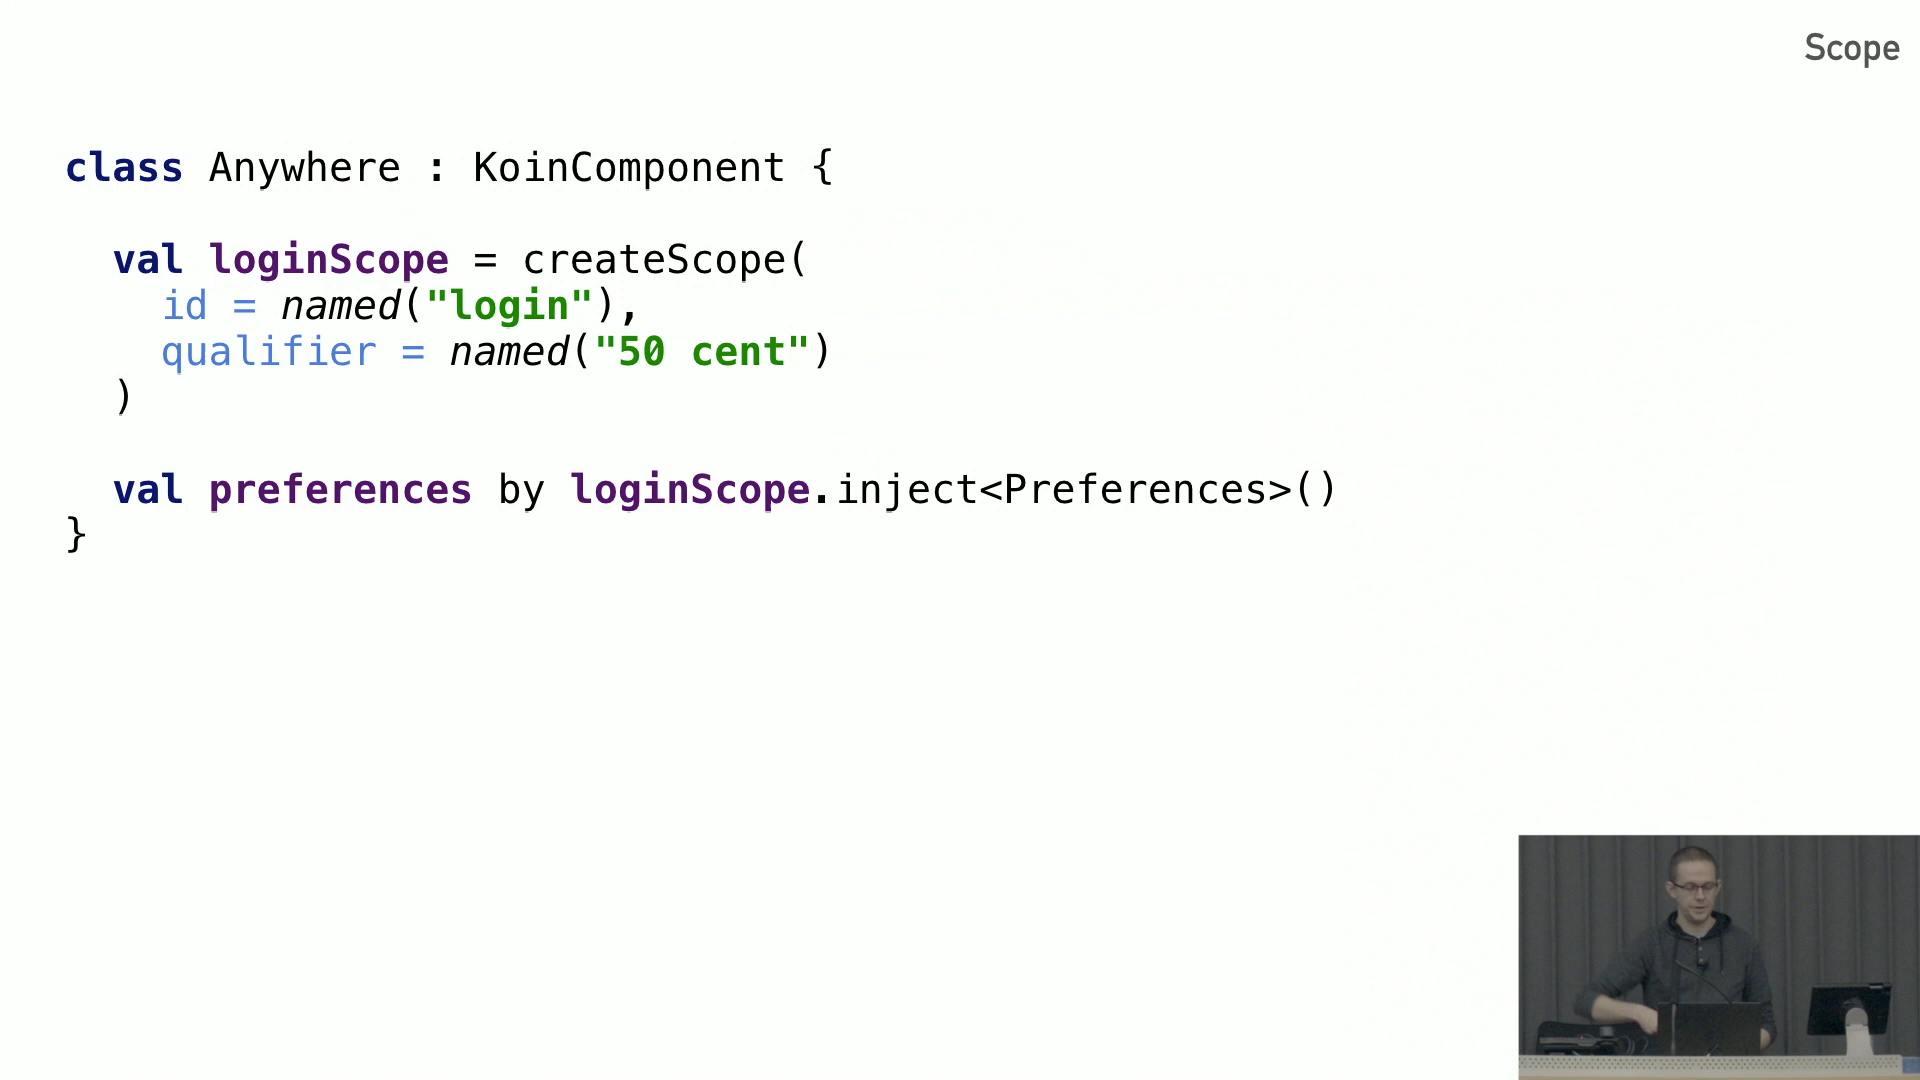 Scope
class Anywhere : KoinComponent {
val loginScope = createScope(
id = named("login"),
qualifier = named("50 cent")
)
val preferences by loginScope.inject<Preferences>()
}